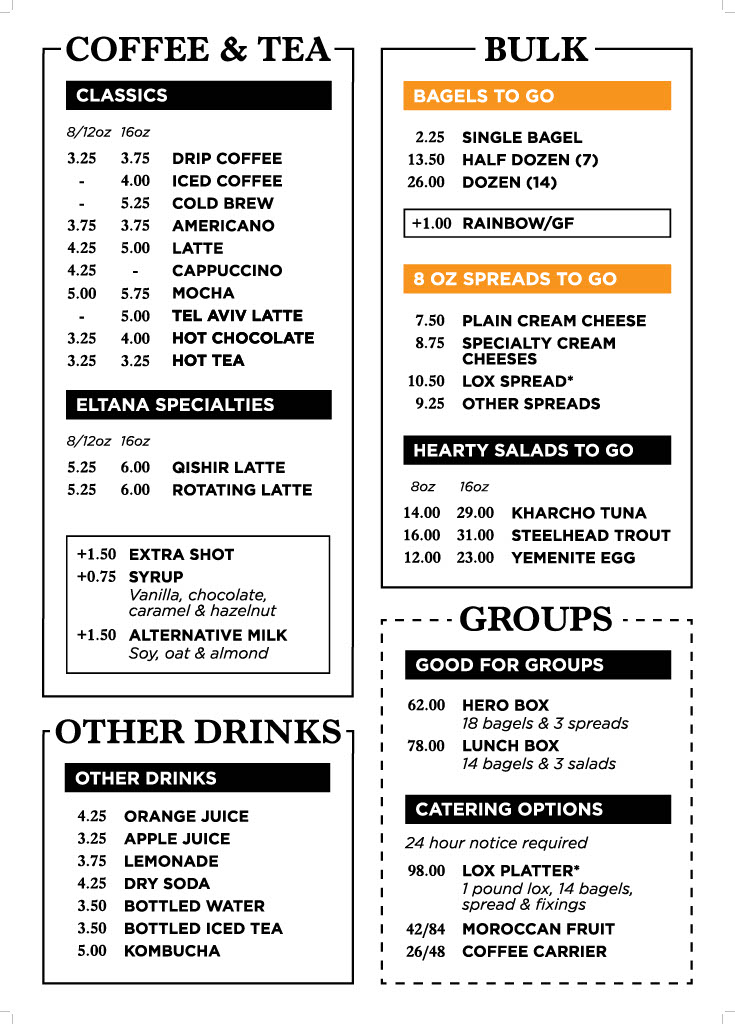 COFFEE & TEA
CLASSICS
8/12oz 16oz
3.25 3.75 DRIP COFFEE
- 4.00 ICED COFFEE
- 5.25 COLD BREW
3.75 3.75 AMERICANO
4.25 5.00 LATTE
4.25 - CAPPUCCINO
5.00 5.75 MOCHA
- 5.00 TEL AVIV LATTE
3.25 4.00 HOT CHOCOLATE
3.25 3.25 HOT TEA
ELTANA SPECIALTIES
8/12oz 16oz
5.25 6.00 QISHIR LATTE
5.25 6.00 ROTATING LATTE
+1.50 EXTRA SHOT
+0.75 SYRUP
Vanilla, chocolate,
caramel & hazelnut
+1.50 ALTERNATIVE MILK
Soy, oat & almond
OTHER DRINKS
OTHER DRINKS
4.25 ORANGE JUICE
3.25 APPLE JUICE
3.75 LEMONADE
4.25 DRY SODA
3.50 BOTTLED WATER
3.50 BOTTLED ICED TEA
5.00 KOMBUCHA
BULK
BAGELS TO GO
2.25 SINGLE BAGEL
13.50 HALF DOZEN (7)
26.00 DOZEN (14)
+1.00 RAINBOW/GF
8 OZ SPREADS TO GO
7.50 PLAIN CREAM CHEESE
8.75 SPECIALTY CREAM
CHEESES
10.50 LOX SPREAD*
9.25 OTHER SPREADS
HEARTY SALADS TO GO
8oz 16oz
14.00 29.00 KHARCHO TUNA
16.00 31.00 STEELHEAD TROUT
12.00 23.00 YEMENITE EGG
GROUPS
GOOD FOR GROUPS
62.00 HERO BOX
18 bagels & 3 spreads
78.00 LUNCH BOX
14 bagels & 3 salads
CATERING OPTIONS
24 hour notice required
98.00 LOX PLATTER*
1 pound lox, 14 bagels,
spread & fixings
42/84 MOROCCAN FRUIT
26/48 COFFEE CARRIER